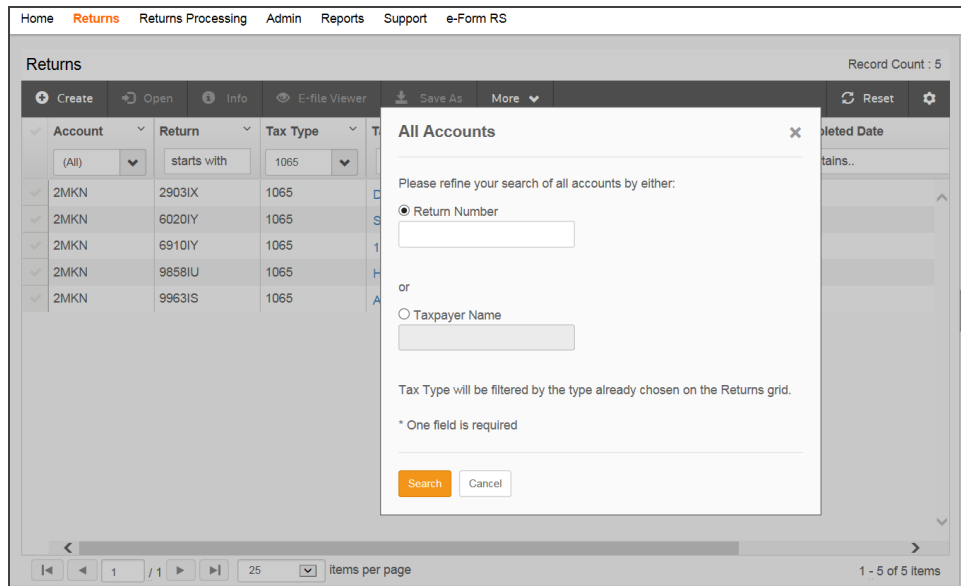 Home Returns Returns Processing Admin Reports Support e-Form RS
Returns Record Count : 5
Create Open Info E-file Viewer Save As More Reset
Account Return Tax Type
(All) starts with 1065 tains..
2MKN 2903IX 1065 D
2MKN 6020IY 1065 S
2MKN 6910IY 1065 1
2MKN 9858IU 1065 H
2MKN 9963IS 1065 A
All Accounts
pleted Date
Please refine your search of all accounts by either:
Return Number
or
Taxpayer Name
Tax Type will be filtered by the type already chosen on the Returns grid.
* One field is required
Search Cancel
1 / 1 25 items per page 1 - 5 of 5 items